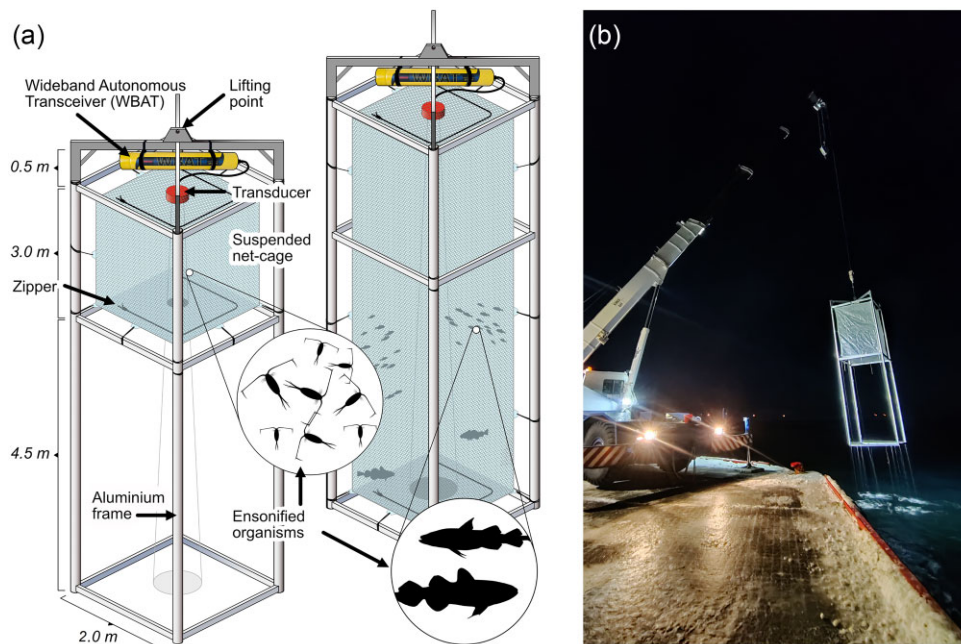 (a)
Wideband Autonomous
Transceiver (WBAT)
Lifting
point
0.5 m
Transducer
Suspended
net-cage
3.0 m
Zipper
4.5 m
Aluminium
frame
Ensonified
organisms
2.0 m
(b)